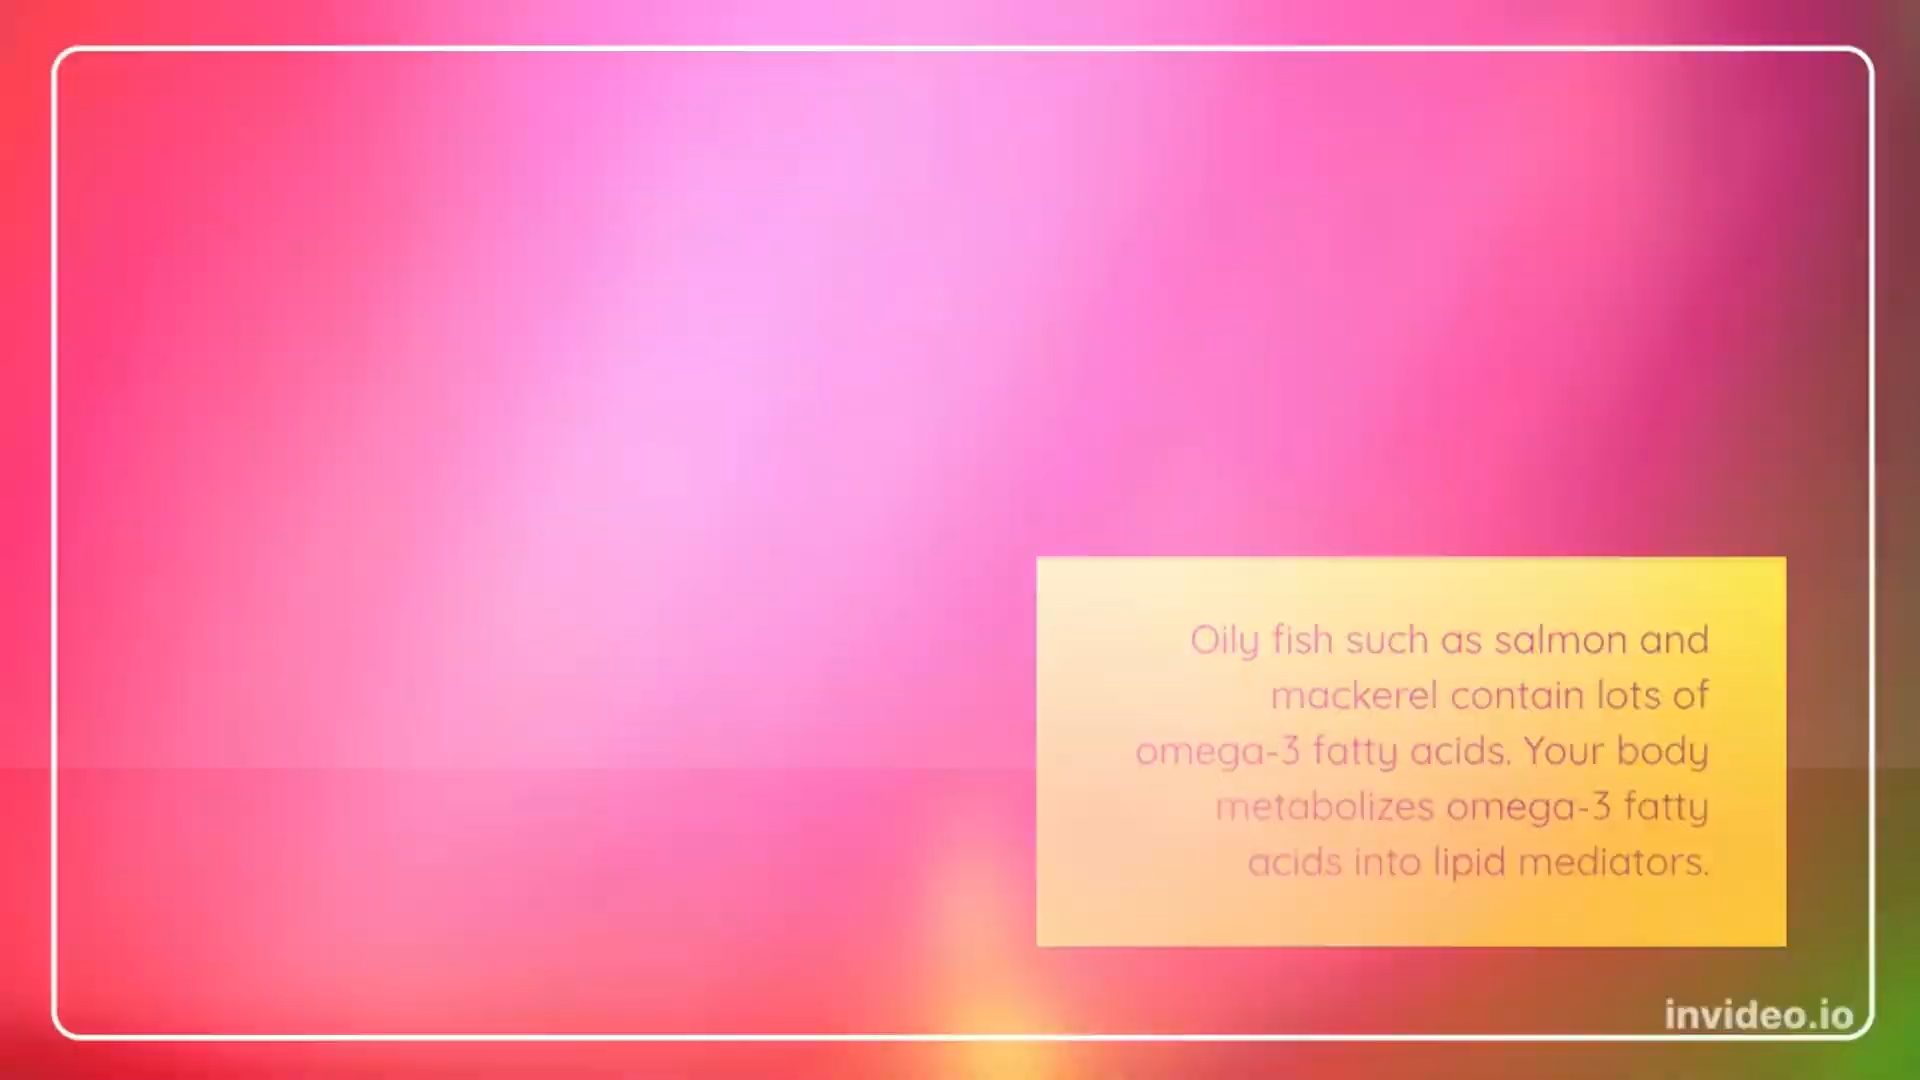 Oily fish such as salmon and
mackerel contain lots of
omega-3 fatty acids. Your body
metabolizes omega-3 fatty
acids into lipid mediators.
invideo.io